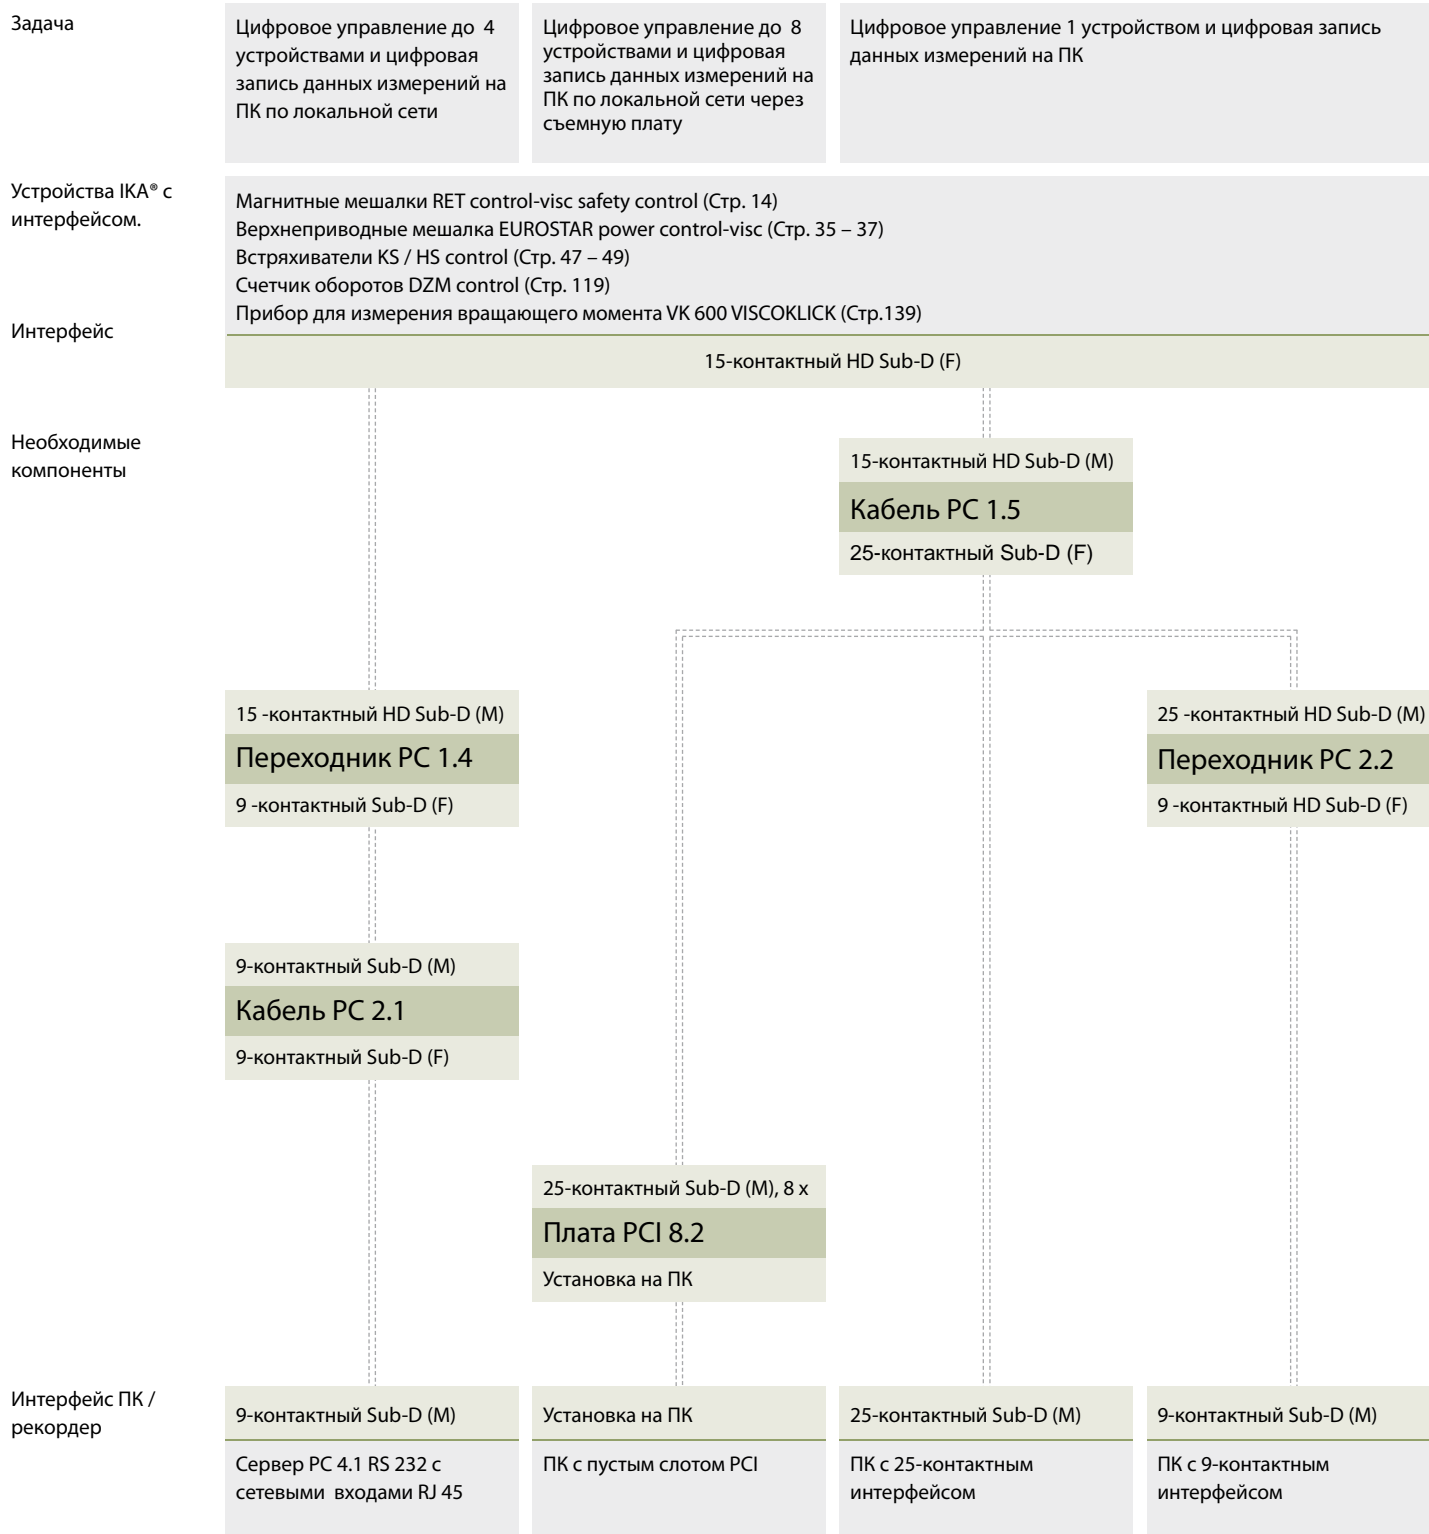 Задача
Цифровое управление до 4
устройствами и цифровая
запись данных измерений на
ПК по локальной сети
Цифровое управление до 8
устройствами и цифровая
запись данных измерений на
ПК по локальной сети через
съемную плату
Цифровое управление 1 устройством и цифровая запись
данных измерений на ПК
Устройства IKA® с
интерфейсом.
Магнитные мешалки RET control-visc safety control (Стр. 14)
Верхнеприводные мешалка EUROSTAR power control-visc (Стр. 35 – 37)
Встряхиватели KS / HS control (Стр. 47 – 49)
Счетчик оборотов DZM control (Стр. 119)
Прибор для измерения вращающего момента VK 600 VISCOKLICK (Стр.139)
Интерфейс
15-контактный HD Sub-D (F)
Необходимые
компоненты
15-контактный HD Sub-D (M)
Кабель PC 1.5
25-контактный Sub-D (F)
15 -контактный HD Sub-D (M)
Переходник PC 1.4
9 -контактный Sub-D (F)
25 -контактный HD Sub-D (M)
Переходник PC 2.2
9 -контактный HD Sub-D (F)
9-контактный Sub-D (M)
Кабель PC 2.1
9-контактный Sub-D (F)
25-контактный Sub-D (M), 8 x
Плата PCI 8.2
Установка на ПК
Интерфейс ПК /
рекордер
9-контактный Sub-D (M)
Установка на ПК
25-контактный Sub-D (M)
9-контактный Sub-D (M)
Сервер PC 4.1 RS 232 с
сетевыми входами RJ 45
ПК с пустым слотом PCI
ПК с 25-контактным
интерфейсом
ПК с 9-контактным
интерфейсом